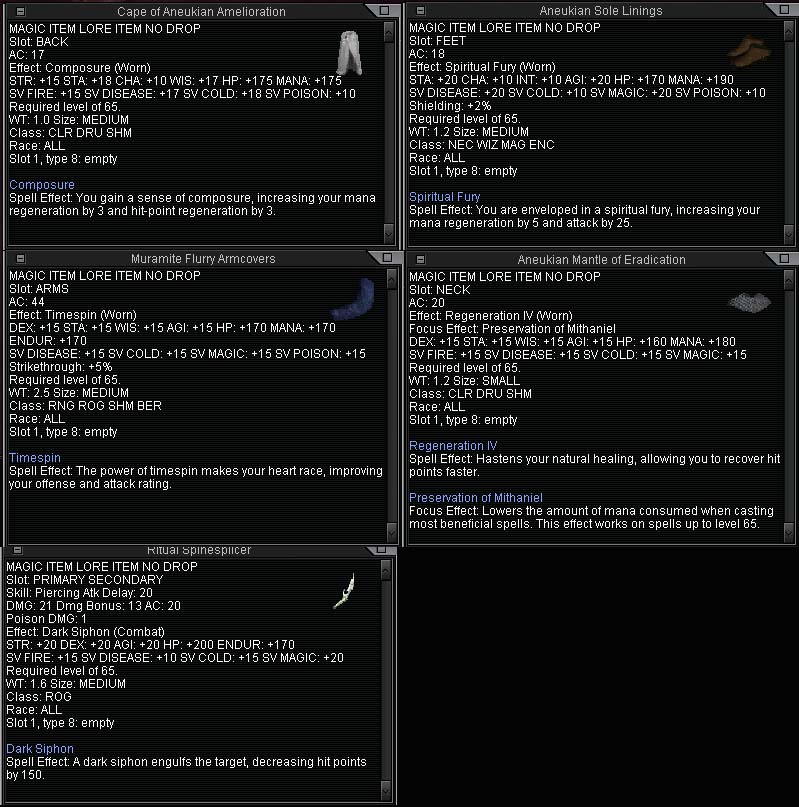 Cape of Aneukian Amelioration
MAGIC ITEM LORE ITEM NO DROP
Slot: BACK
AC: 17
Effect: Composure (Worn)
STR: +15 STA: +18 CHA: +10 WIS: +17 HP: +175 MANA: +175
SV FIRE: +15 SV DISEASE: +17 SV COLD: +18 SV POISON: +10
Required level of 65.
WT: 1.0 Size: MEDIUM
Class: CLR DRU SHM
Race: ALL
Slot 1, type 8: empty
Composure
Spell Effect: You gain a sense of composure, increasing your mana
regeneration by 3 and hit-point regeneration by 3.
Aneukian Sole Linings
MAGIC ITEM LORE ITEM NO DROP
Slot: FEET
AC: 18
Effect: Spiritual Fury (Worn)
STA: +20 CHA: +10 INT: +10 AGI: +20 HP: +170 MANA: +190
SV DISEASE: +20 SV COLD: +10 SV MAGIC: +20 SV POISON: +10
Shielding: +2%
Required level of 65.
WT: 1.2 Size: MEDIUM
Class: NEC WIZ MAG ENC
Race: ALL
Slot 1, type 8: empty
Spiritual Fury
Spell Effect: You are enveloped in a spiritual fury, increasing your
mana regeneration by 5 and attack by 25.
Muramite Flurry Armcovers
MAGIC ITEM LORE ITEM NO DROP
Slot: ARMS
AC: 44
Effect: Timespin (Worn)
DEX: +15 STA: +15 WIS: +15 AGI: +15 HP: +170 MANA: +170
ENDUR: +170
SV DISEASE: +15 SV COLD: +15 SV MAGIC: +15 SV POISON: +15
Strikethrough: +5%
Required level of 65.
WT: 2.5 Size: MEDIUM
Class: RNG ROG SHM BER
Race: ALL
Slot 1, type 8: empty
Timespin
Spell Effect: The power of timespin makes your heart race, improving
your offense and attack rating.
Aneukian Mantle of Eradication
MAGIC ITEM LORE ITEM NO DROP
Slot: NECK
AC: 20
Effect: Regeneration IV (Worn)
Focus Effect: Preservation of Mithaniel
DEX: +15 STA: +15 WIS: +15 AGI: +15 HP: +160 MANA: +180
SV FIRE: +15 SV DISEASE: +15 SV COLD: +15 SV MAGIC: +15
Required level of 65.
WT: 1.2 Size: SMALL
Class: CLR DRU SHM
Race: ALL
Slot 1, type 8: empty
Regeneration IV
Spell Effect: Hastens your natural healing, allowing you to recover hit
points faster.
Preservation of Mithaniel
Focus Effect: Lowers the amount of mana consumed when casting
most beneficial spells. This effect works on spells up to level 65.
Ritual Spinesplicer
MAGIC ITEM LORE ITEM NO DROP
Slot: PRIMARY SECONDARY
Skill: Piercing Atk Delay: 20
DMG: 21 Dmg Bonus: 13 AC: 20
Poison DMG: 1
Effect: Dark Siphon (Combat)
STR: +20 DEX: +20 AGI: +20 HP: +200 ENDUR: +170
SV FIRE: +15 SV DISEASE: +10 SV COLD: +15 SV MAGIC: +20
Required level of 65.
WT: 1.6 Size: MEDIUM
Class: ROG
Race: ALL
Slot 1, type 8: empty
Dark Siphon
Spell Effect: A dark siphon engulfs the target, decreasing hit points
by 150.